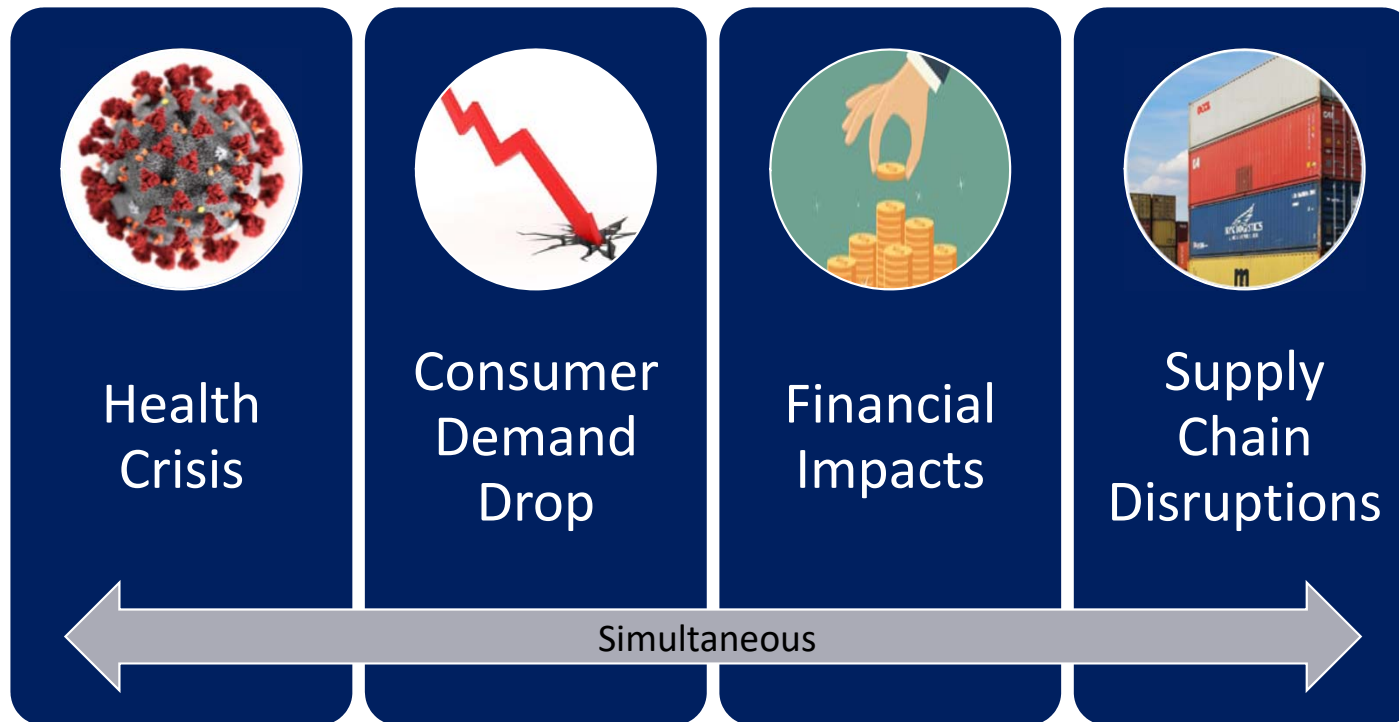 Health
Crisis
Consumer
Demand
Drop
Financial
Impacts
Supply
Chain
Disruptions
Simultaneous